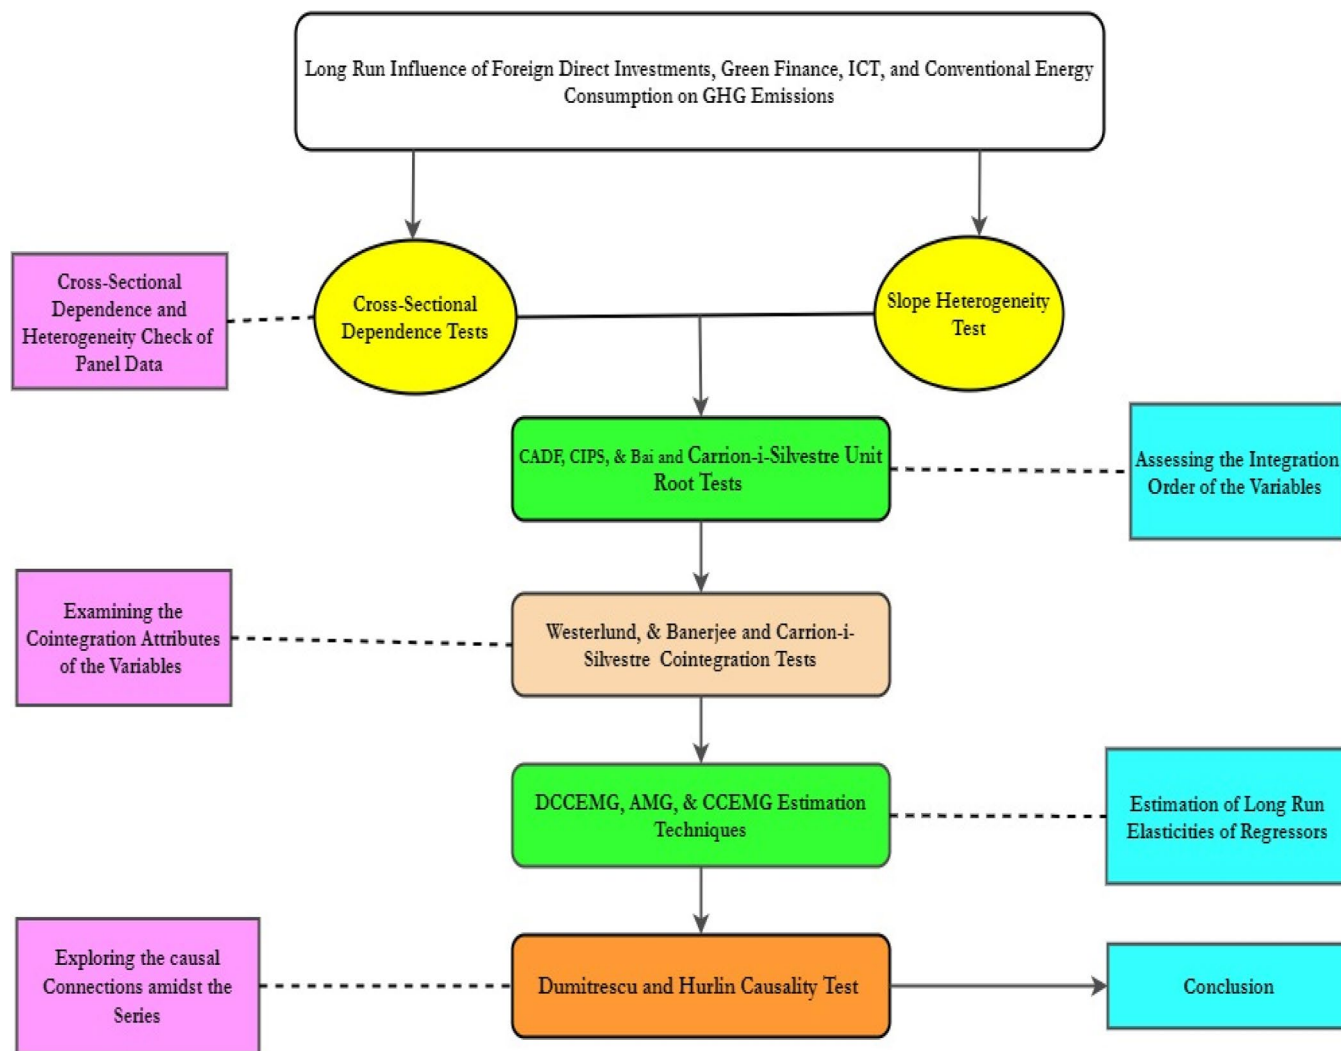 Long Run Influence of Foreign Direct Investments, Green Finance, ICT, and Conventional Energy
Consumption on GHG Emissions
Cross-Sectional
Dependence and
Heterogeneity Check of
Panel Data
Cross-Sectional
Dependence Tests
Slope Heterogeneity
Test
CADF, CIPS, & Bai and Carrion-i-Silvestre Unit
Root Tests
Assessing the Integration
Order of the Variables
Examining the
Cointegration Attributes
of the Variables
Westerlund, & Banerjee and Carrion-i-
Silvestre Cointegration Tests
DCCEMG, AMG, & CCEMG Estimation
Techniques
Estimation of Long Run
Elasticities of Regressors
Exploring the causal
Connections amidst the
Series
Dumitrescu and Hurlin Causality Test
Conclusion